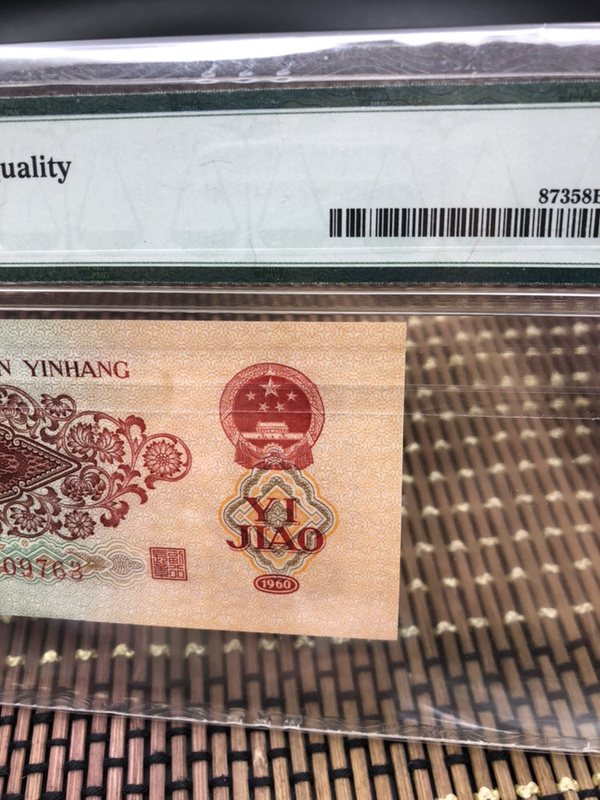 uality
87358
N YINHANG
YI
JIAO
09763
1960